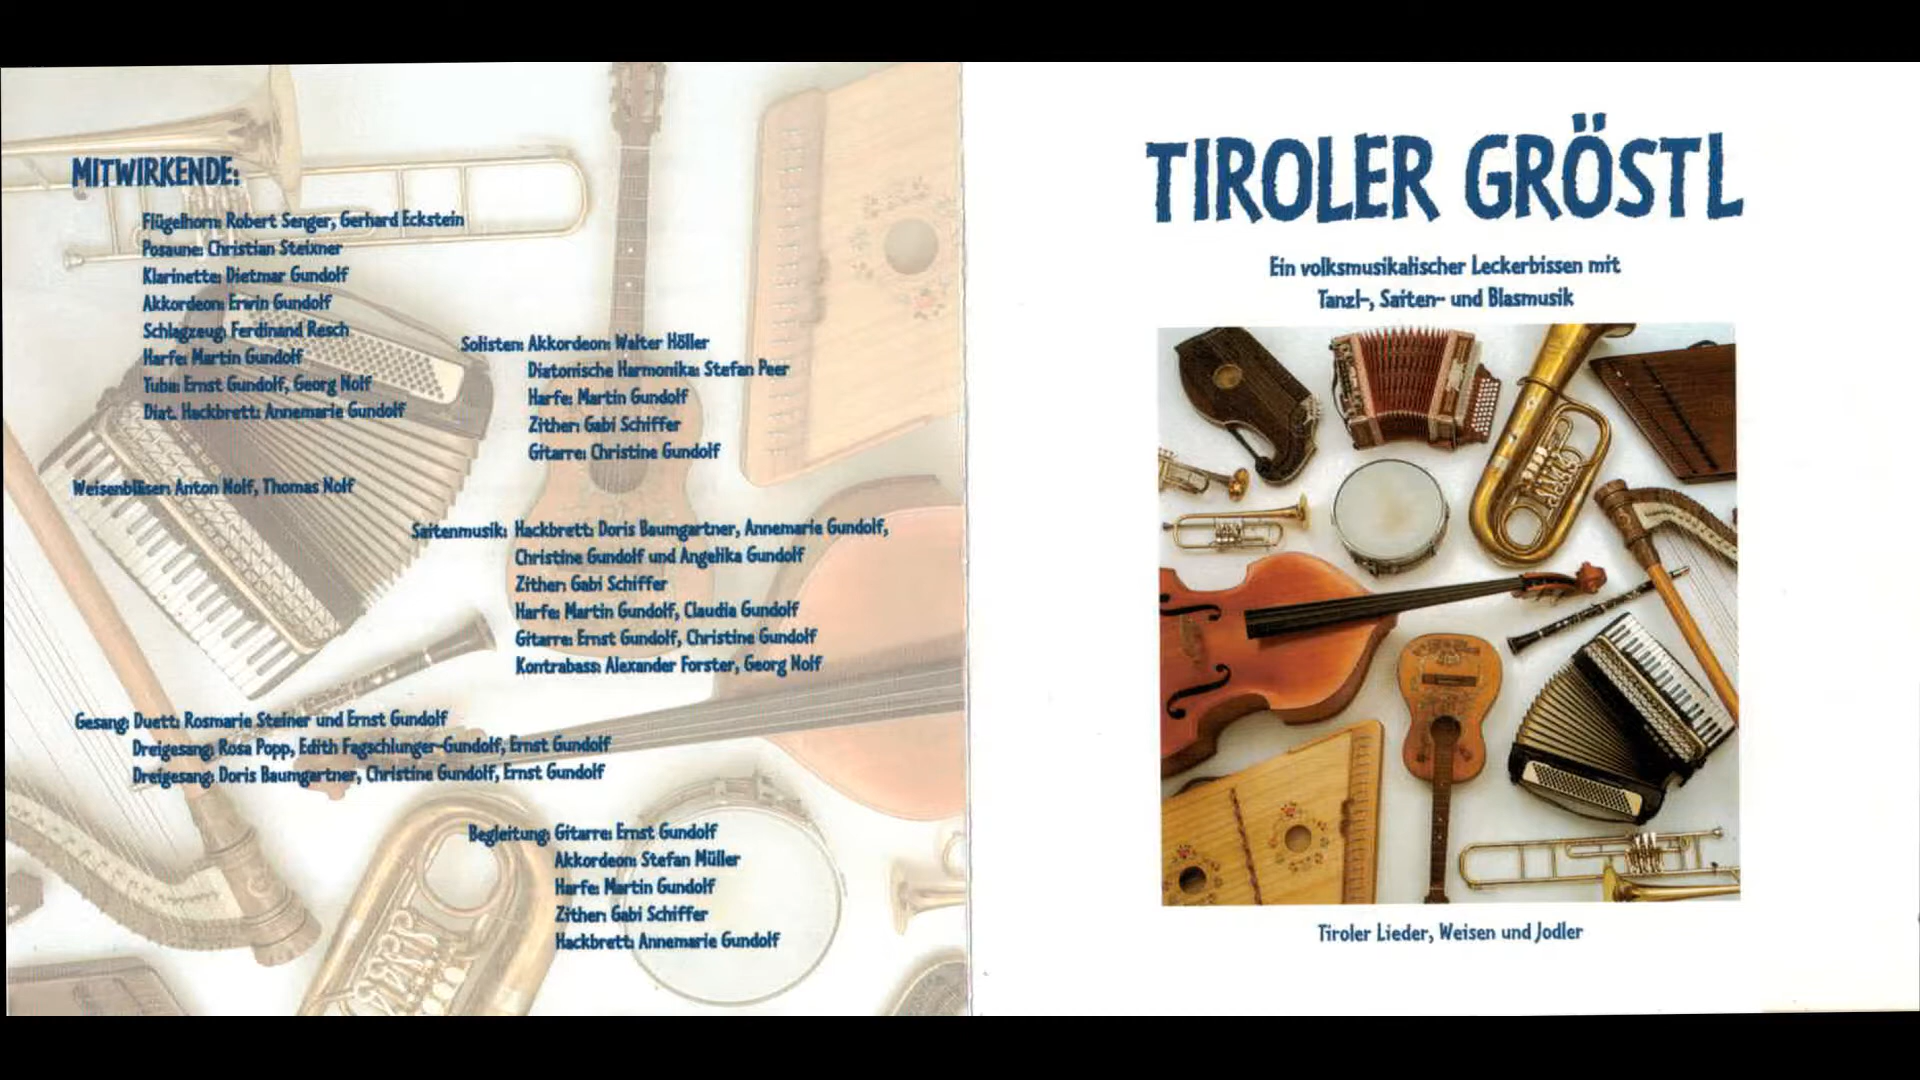 MITWIRKENDE:
Flügelhorn: Robert Senger, Gerhard Eckstein
Posaune: Christian Steixner
Klarinette: Dietmar Gundolf
Akkordeon: Erwin Gundolf
Schlagzeug: Ferdinand Resch
Harfe: Martin Gundolf
Tuba: Ernst Gundolf, Georg Nolf
Diat. Hackbrett: Annemarie Gundolf
Solisten: Akkordeon: Walter Höller
Diatonische Harmonika: Stefan Peer
Harfe: Martin Gundolf
Zither: Gabi Schiffer
Gitarre: Christine Gundolf
Weisenbläser: Anton Nolf, Thomas Nolf
Saitenmusik: Hackbrett: Doris Baumgartner, Annemarie Gundolf,
Christine Gundolf und Angelika Gundolf
Zither: Gabi Schiffer
Harfe: Martin Gundolf, Claudia Gundolf
Gitarre: Ernst Gundolf, Christine Gundolf
Kontrabass: Alexander Forster, Georg Nolf
Gesang: Duett: Rosmarie Steiner und Ernst Gundolf
Dreigesang: Rosa Popp, Edith Fagschlunger-Gundolf, Ernst Gundolf
Dreigesang: Doris Baumgartner, Christine Gundolf, Ernst Gundolf
Begleitung: Gitarre: Ernst Gundolf
Akkordeon: Stefan Müller
Harfe: Martin Gundolf
Zither: Gabi Schiffer
Hackbrett: Annemarie Gundolf
TIROLER GRÖSTL
Ein volksmusikalischer Leckerbissen mit
Tanzl-, Saiten- und Blasmusik
Tiroler Lieder, Weisen und Jodler